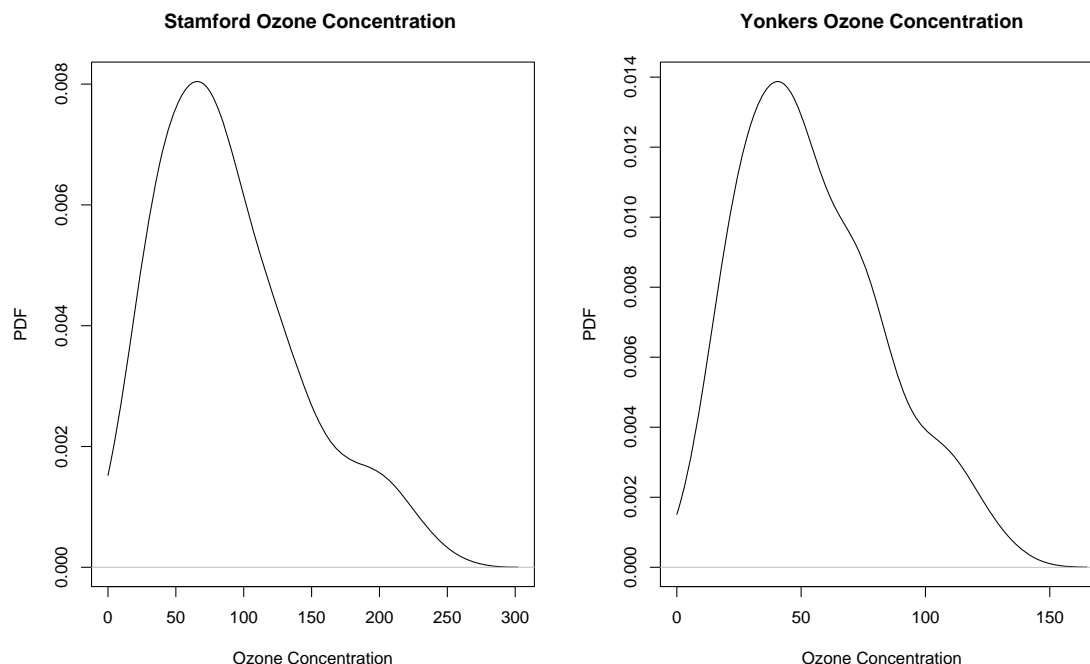 Stamford Ozone Concentration
PDF
0.008
0.006
0.004
0.002
0.000
0 50 100 150 200 250 300
Ozone Concentration
Yonkers Ozone Concentration
PDF
0.014
0.012
0.010
0.008
0.006
0.004
0.002
0.000
0 50 100 150
Ozone Concentration